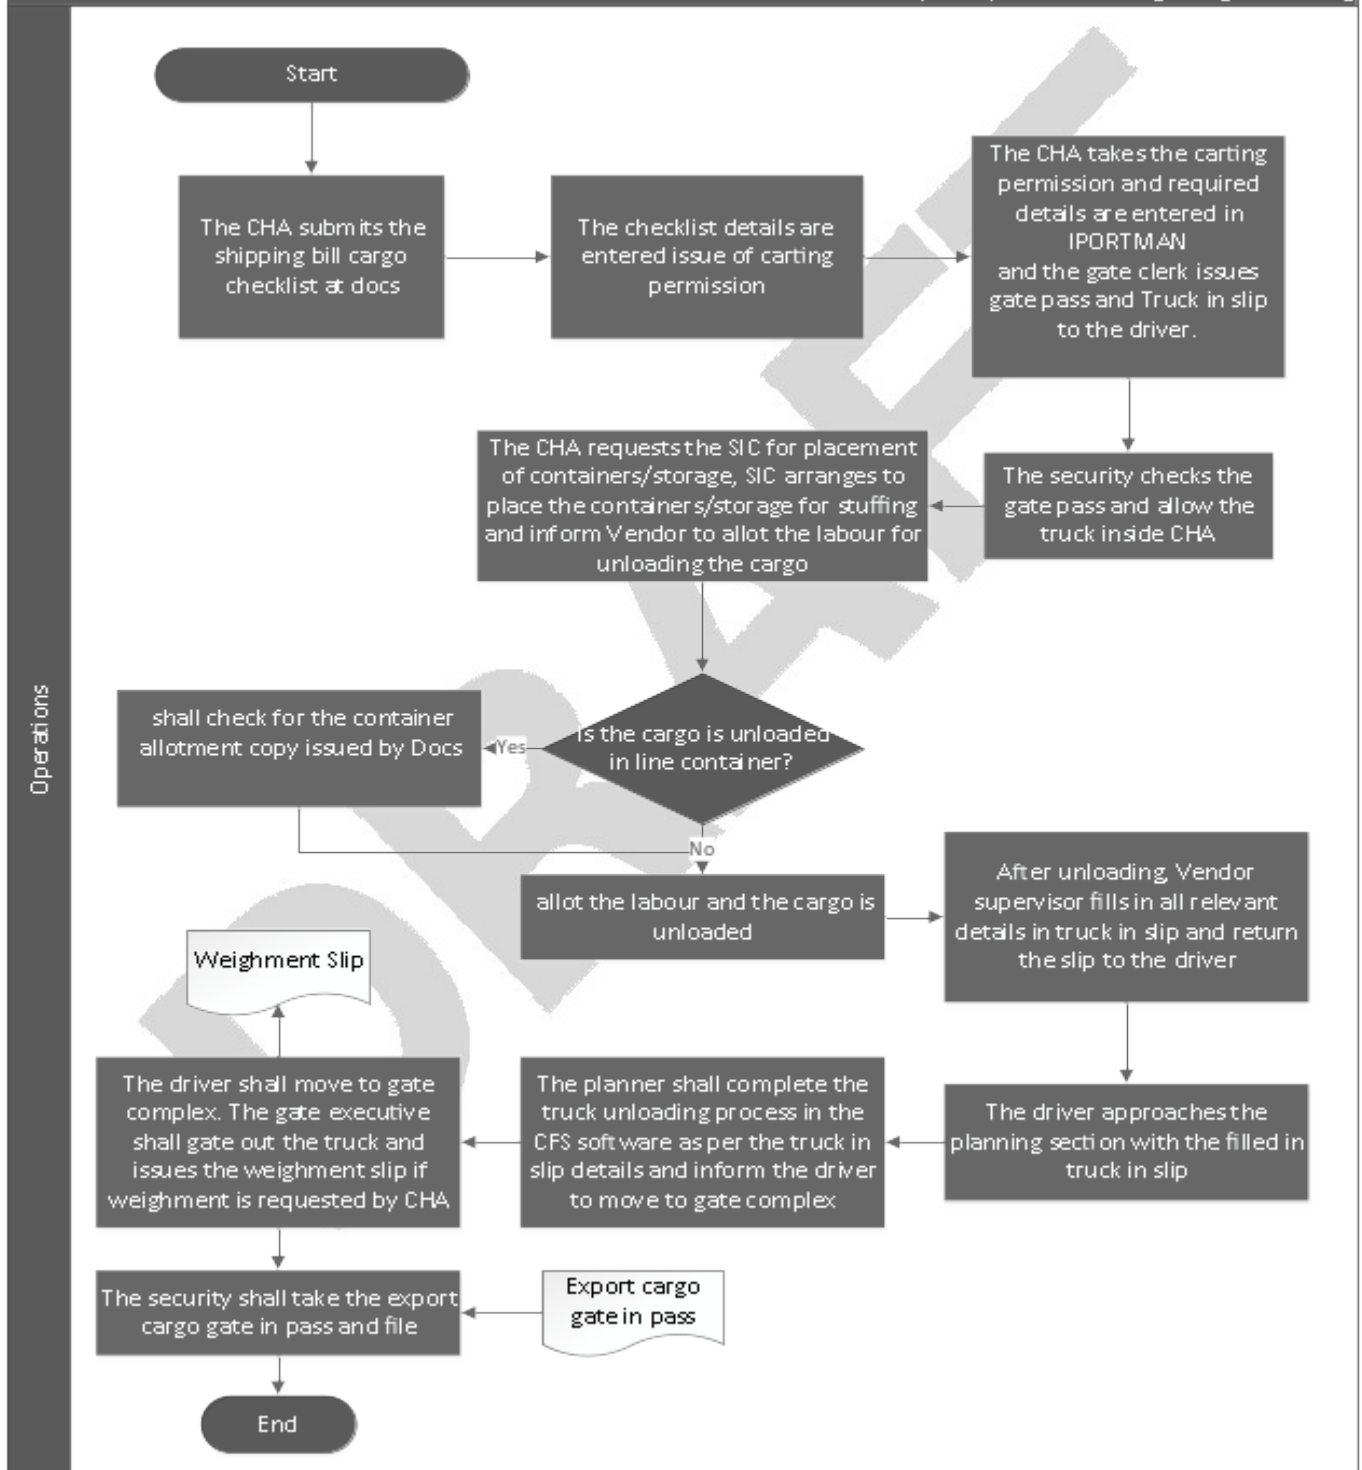 Start
The CHA submits the
shipping bill cargo
checklist at docs
The checklist details are
entered issue of carting
permission
The CHA takes the carting
permission and required
details are entered in
IPORTMAN
and the gate clerk issues
gate pass and Truck in slip
to the driver.
The security checks the
gate pass and allow the
truck inside CHA
The CHA requests the SIC for placement
of containers/storage, SIC arranges to
place the containers/storage for stuffing
and inform Vendor to allot the labour for
unloading the cargo
Is the cargo is unloaded
in line container?
Yes
shall check for the container
allotment copy issued by Docs
No
allot the labour and the cargo is
unloaded
After unloading, Vendor
supervisor fills in all relevant
details in truck in slip and return
the slip to the driver
The driver approaches the
planning section with the filled in
truck in slip
The planner shall complete the
truck unloading process in the
CFS software as per the truck in
slip details and inform the driver
to move to gate complex
The driver shall move to gate
complex. The gate executive
shall gate out the truck and
issues the weighment slip if
weighment is requested by CHA
Weighment Slip
The security shall take the export
cargo gate in pass and file
Export cargo
gate in pass
End
Operations
DRAFT